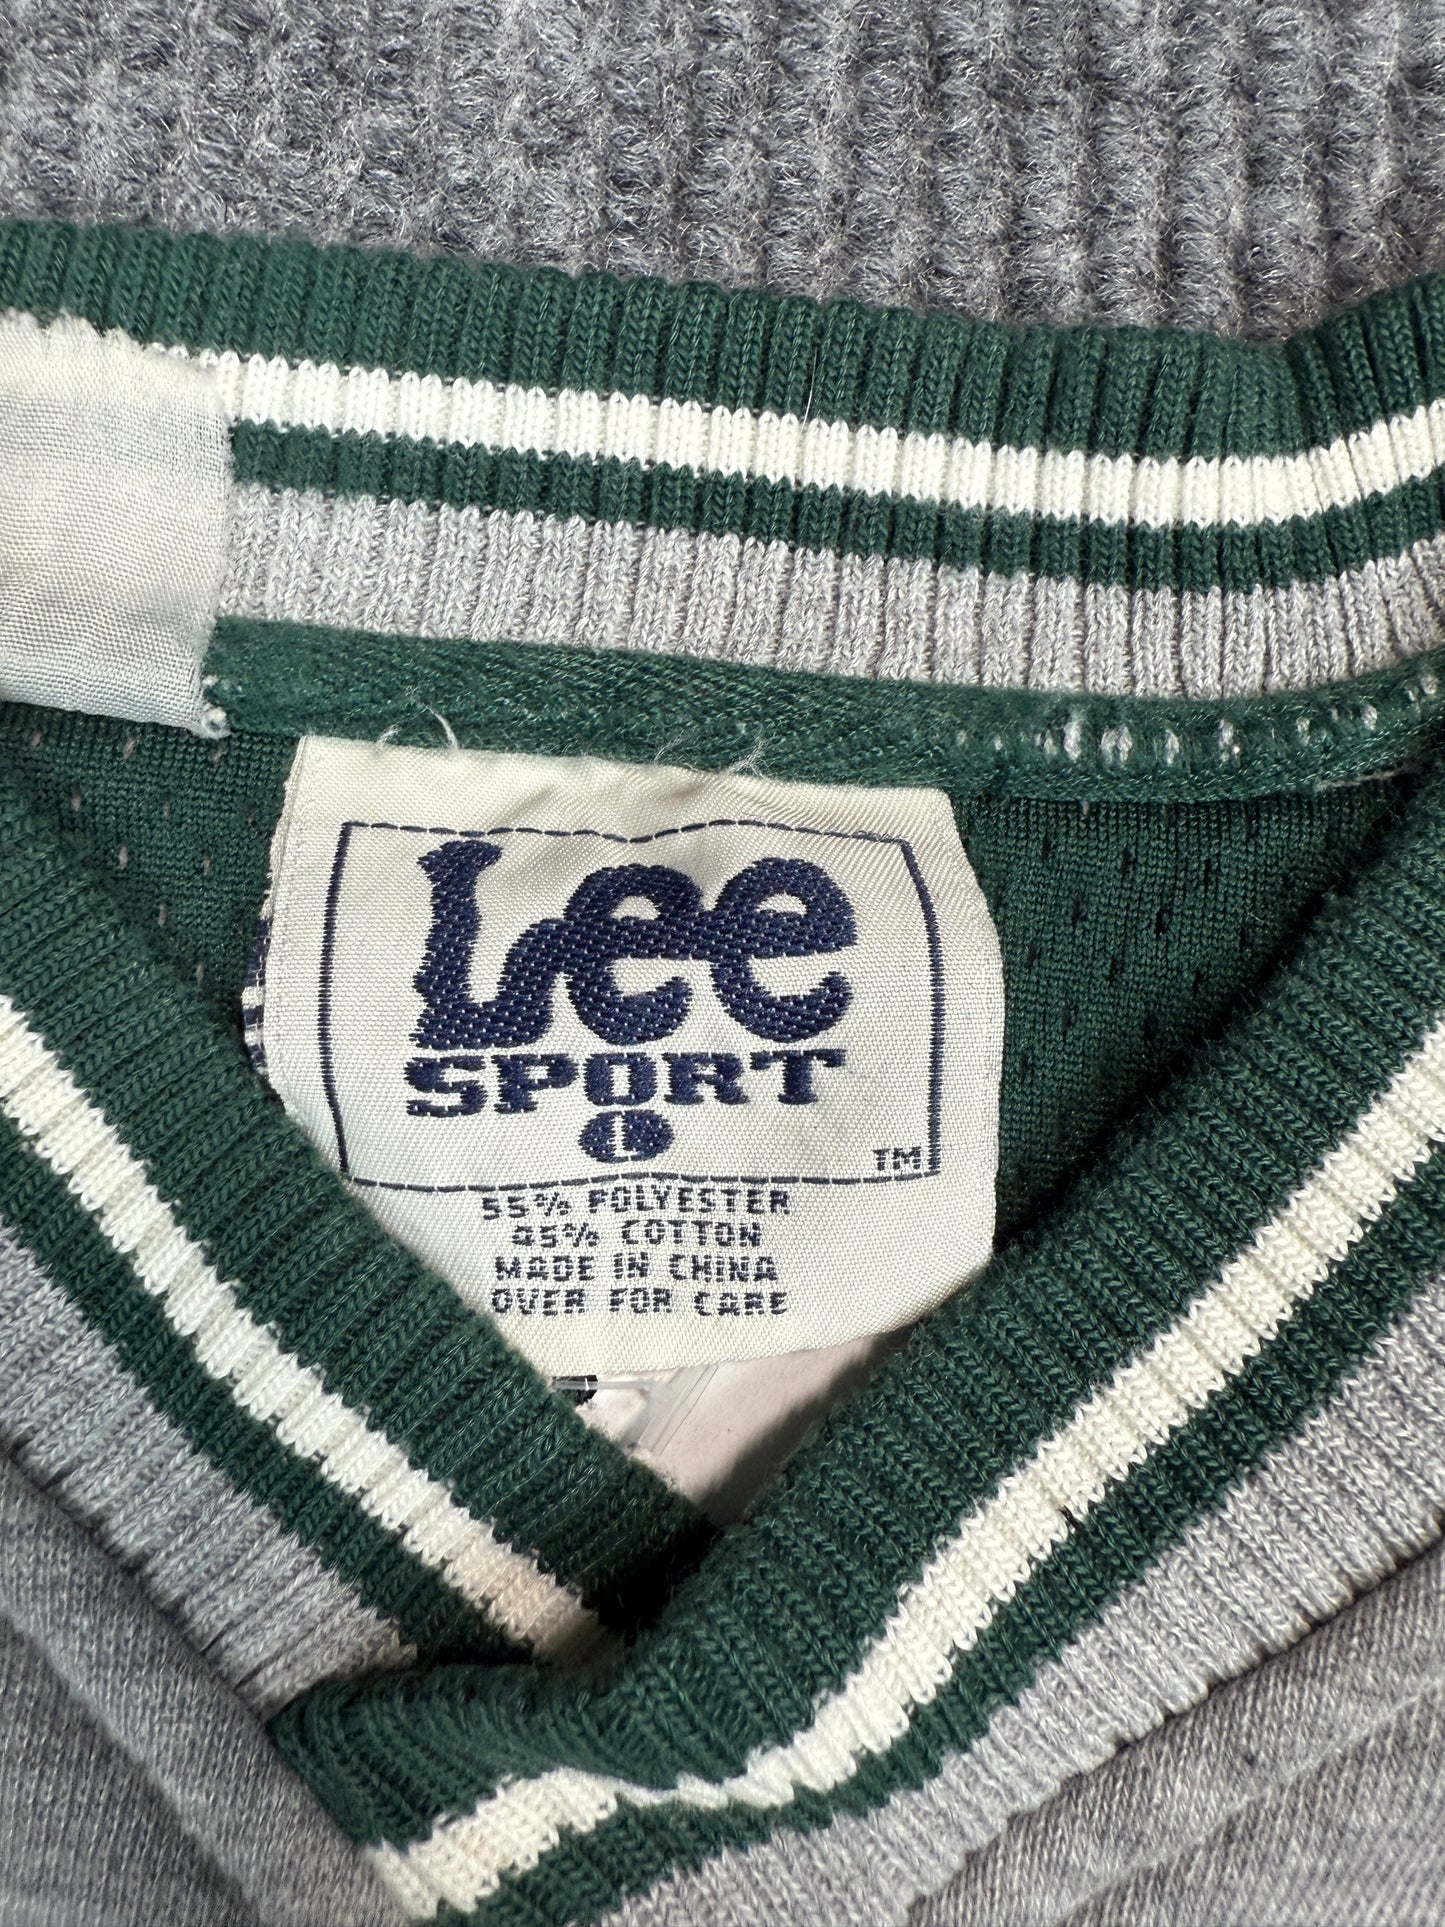 Lee
SPORT
L
TM
55% POLYESTER
45% COTTON
MADE IN CHINA
OVER FOR CARE